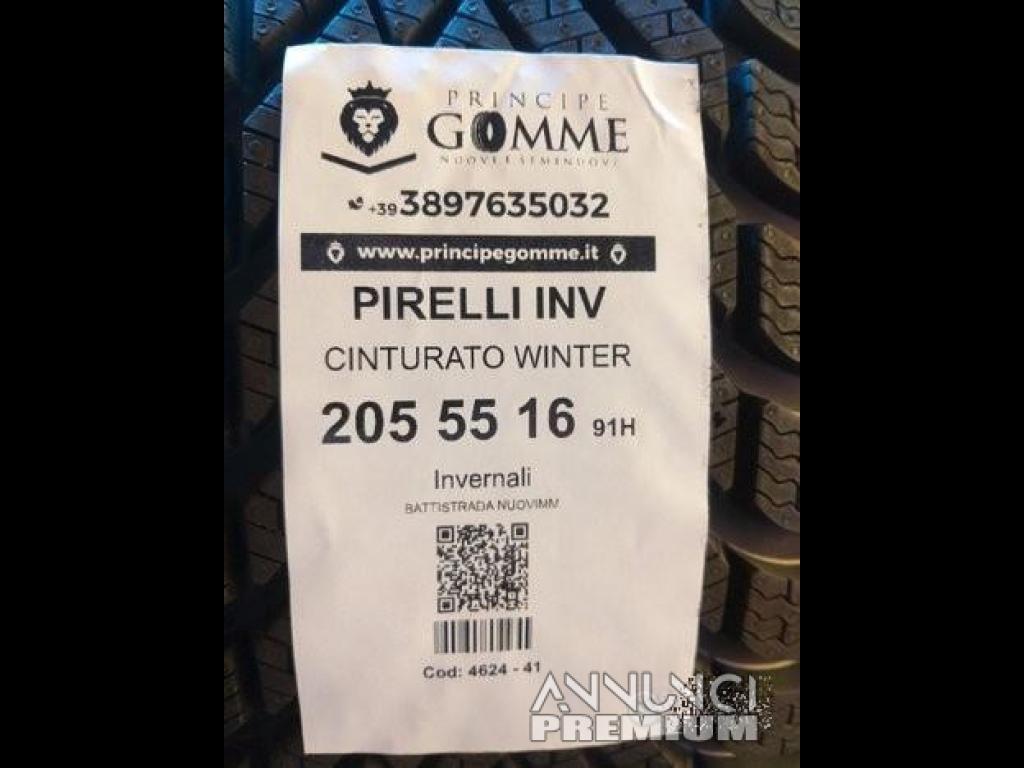 PRINCIPE
GOMME
NUOVE E SEMINUOVE
+39 3897635032
www.principegomme.it
PIRELLI INV
CINTURATO WINTER
205 55 16 91H
Invernali
BATTISTRADA NUOVIMM
Cod: 4624 - 41
ANNUNCI
PREMIUM